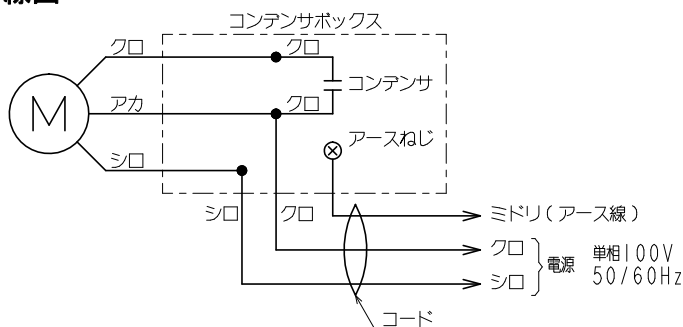 コンデンサボックス
クロ
クロ
コンデンサ
M
アカ
クロ
アースねじ
シロ
シロ
クロ
ミドリ(アース線)
クロ
電源
単相100V
50/60Hz
シロ
コード